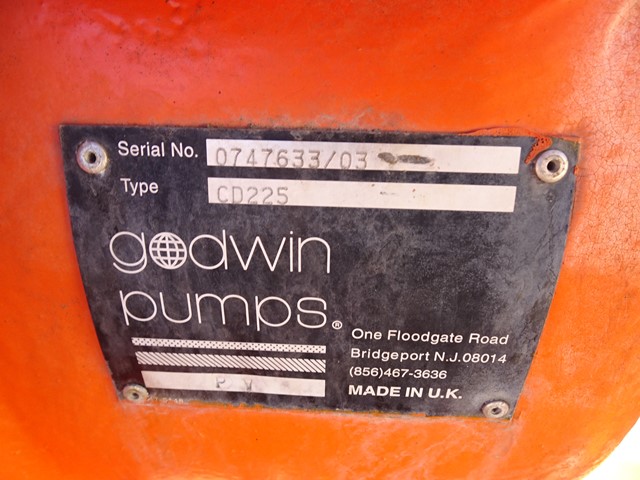 Serial No. 0747633/03
Type CD225
godwin
pumps®
One Floodgate Road
Bridgeport N.J.08014
(856)467-3636
P V
MADE IN U.K.